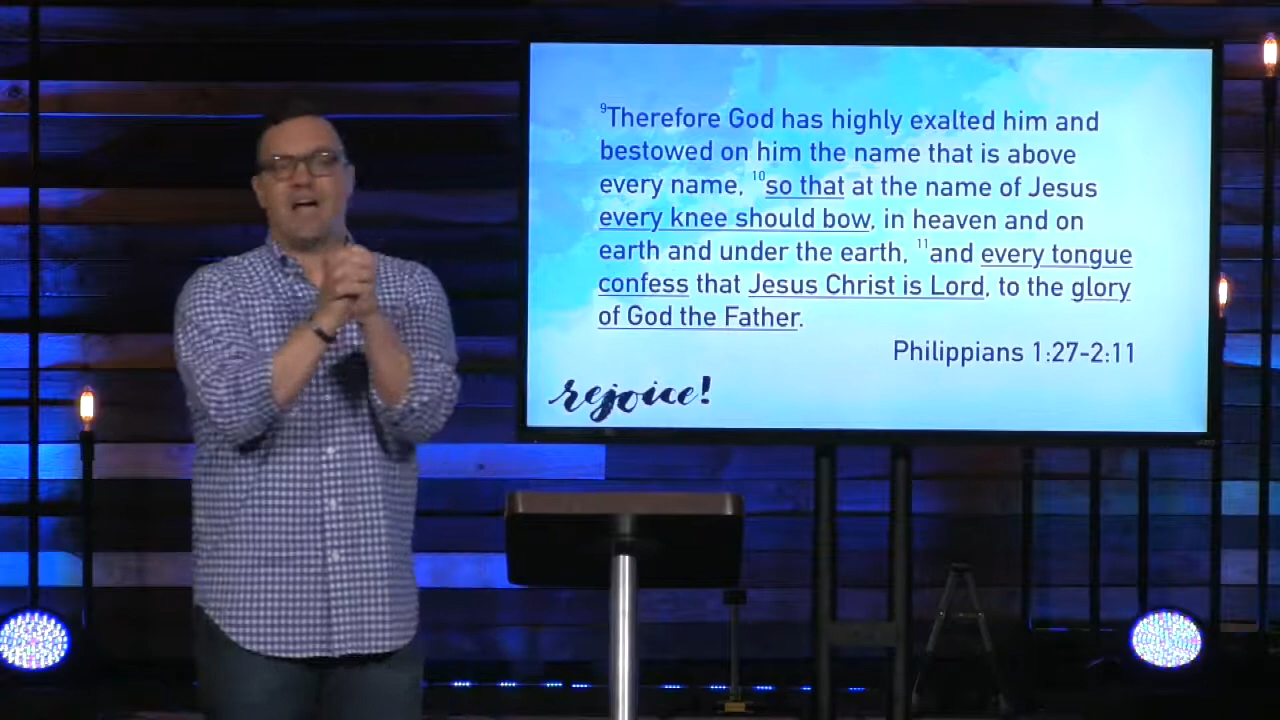 ⁹Therefore God has highly exalted him and
bestowed on him the name that is above
every name, ¹⁰so that at the name of Jesus
every knee should bow, in heaven and on
earth and under the earth, ¹¹and every tongue
confess that Jesus Christ is Lord, to the glory
of God the Father.
Philippians 1:27-2:11
rejoice!